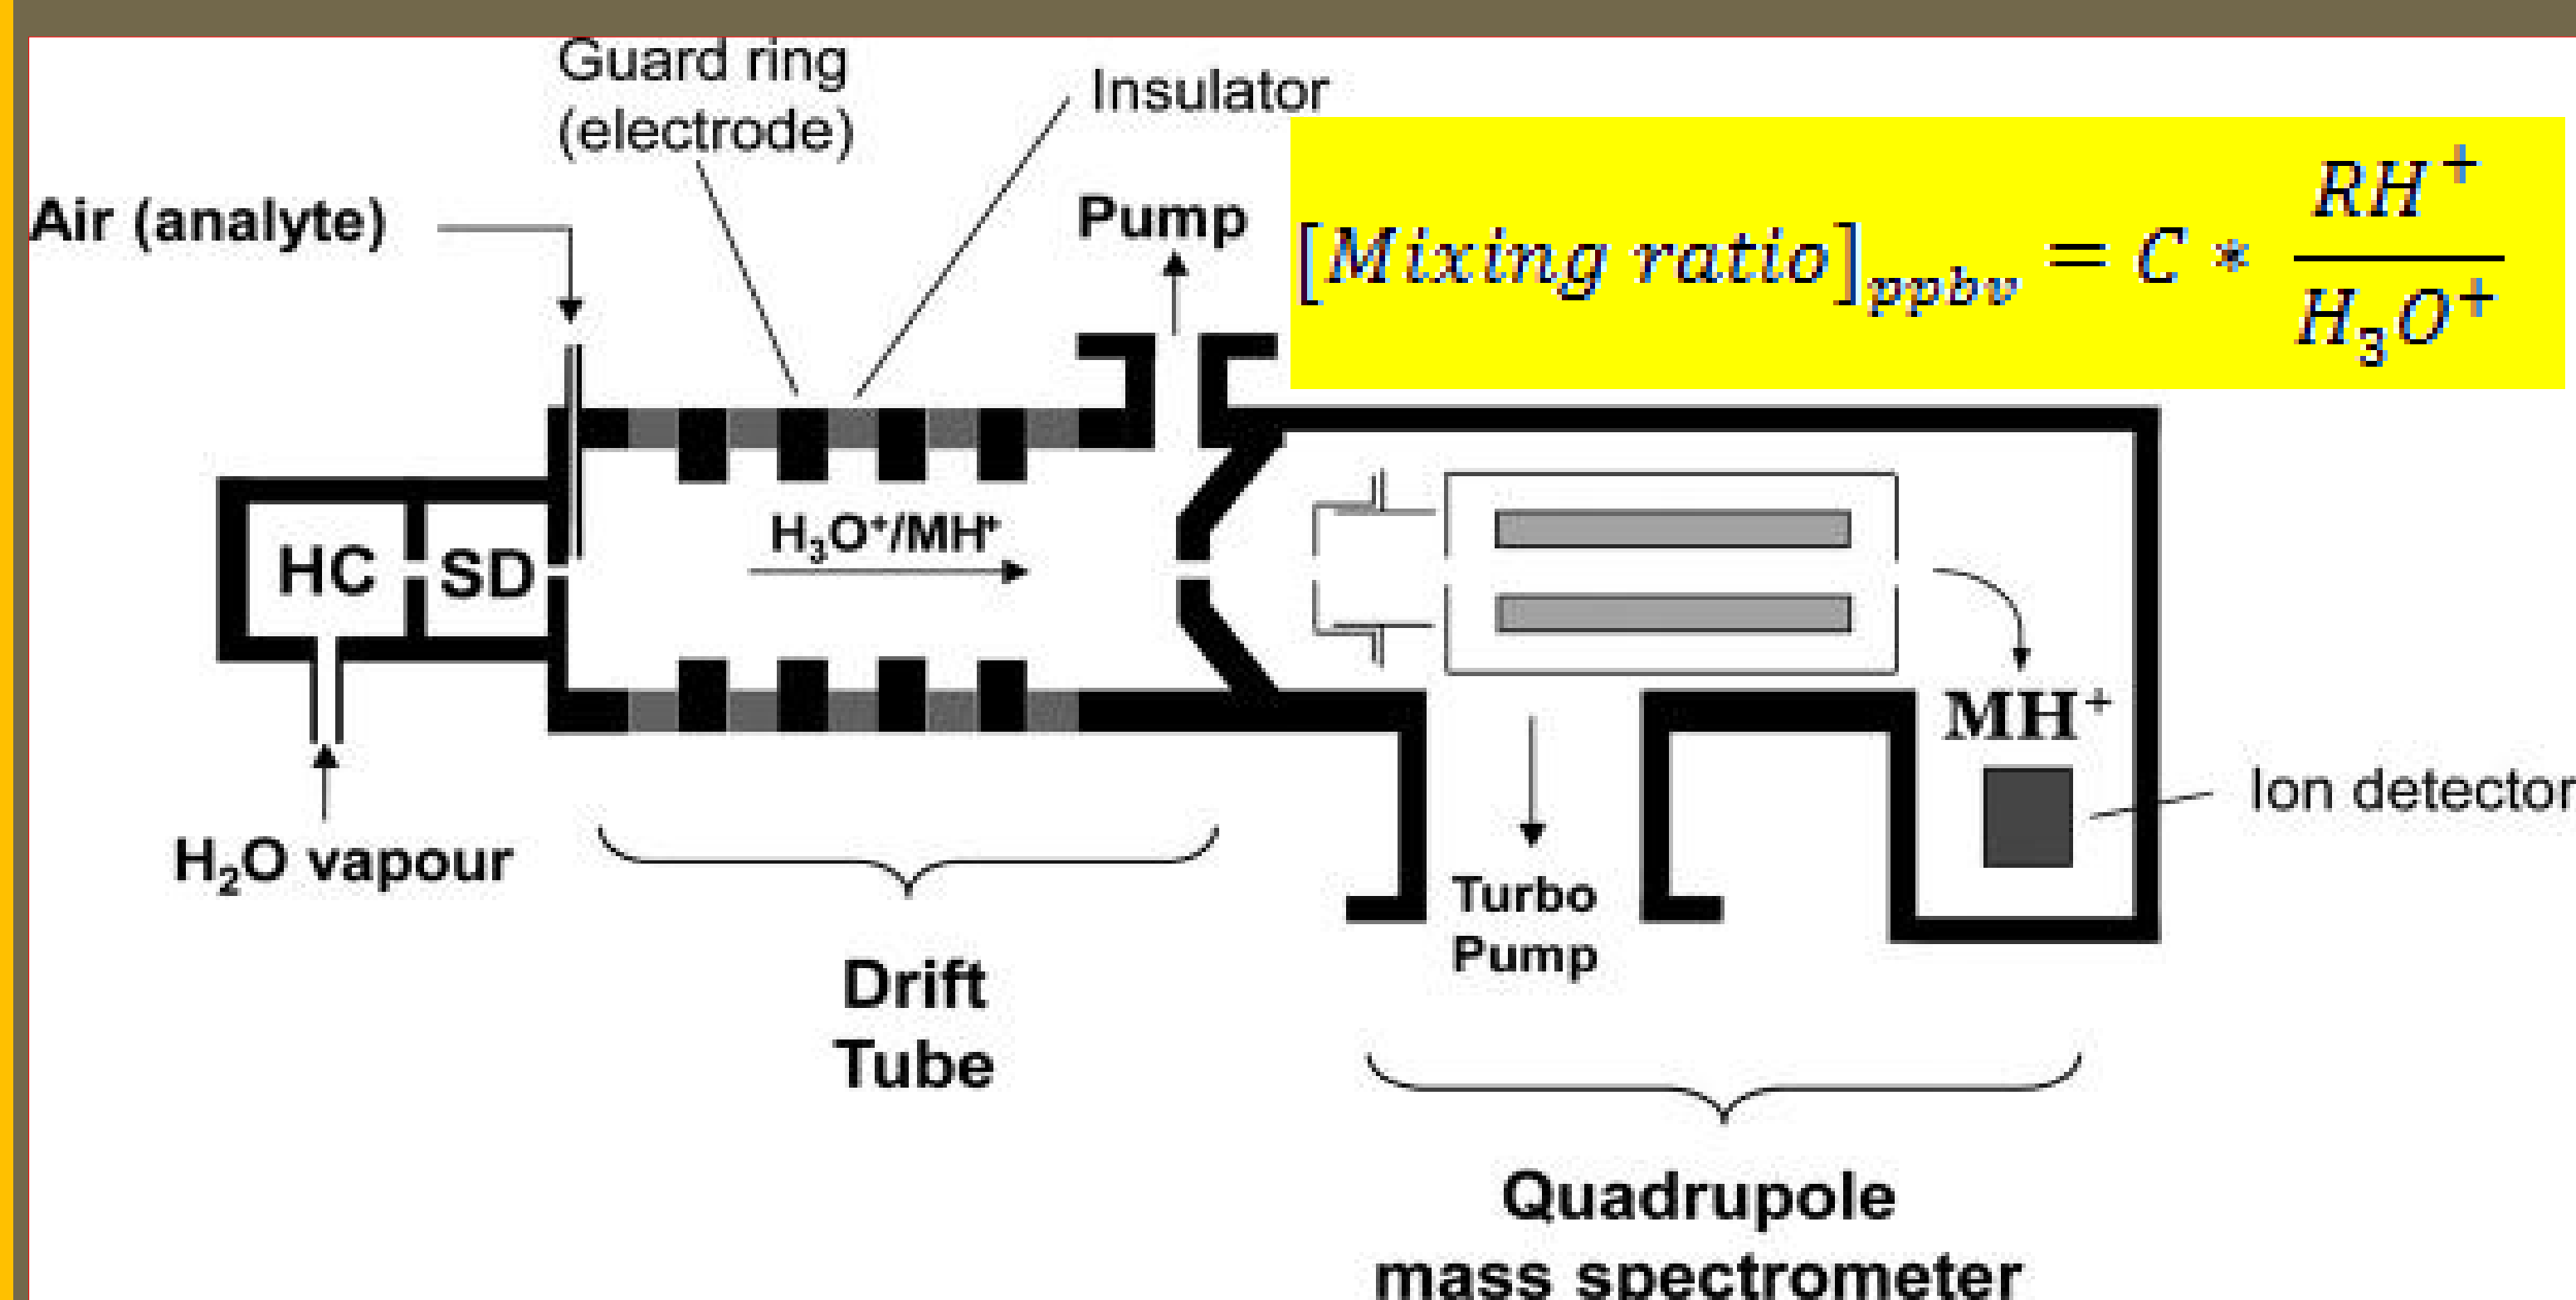 Guard ring
(electrode)
Insulator
Air (analyte)
Pump
[Mixing ratio]ppbv = C * RH⁺ / H₃O⁺
H₃O⁺/MH⁺
HC
SD
MH⁺
Ion detector
H₂O vapour
Turbo
Pump
Drift
Tube
Quadrupole
mass spectrometer